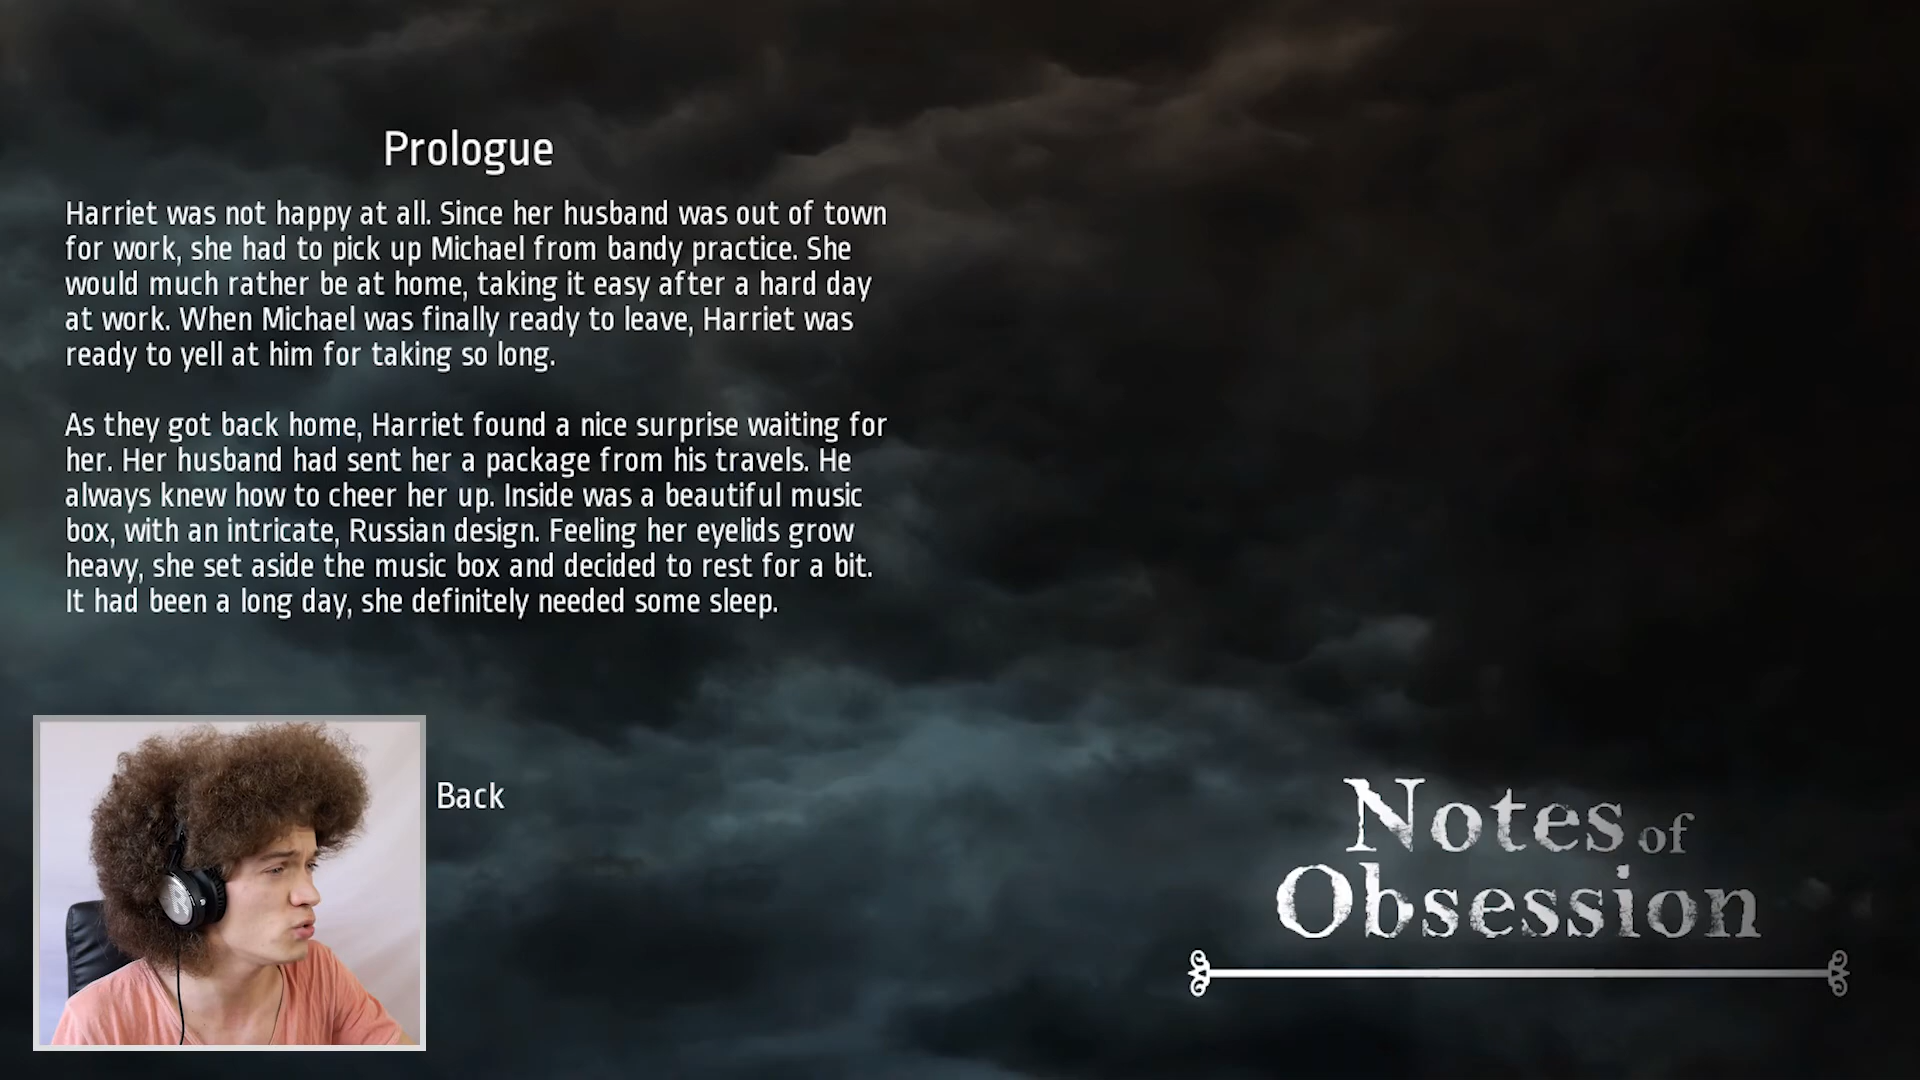 Prologue
Harriet was not happy at all. Since her husband was out of town
for work, she had to pick up Michael from bandy practice. She
would much rather be at home, taking it easy after a hard day
at work. When Michael was finally ready to leave, Harriet was
ready to yell at him for taking so long.
As they got back home, Harriet found a nice surprise waiting for
her. Her husband had sent her a package from his travels. He
always knew how to cheer her up. Inside was a beautiful music
box, with an intricate, Russian design. Feeling her eyelids grow
heavy, she set aside the music box and decided to rest for a bit.
It had been a long day, she definitely needed some sleep.
Back
Notes of
Obsession